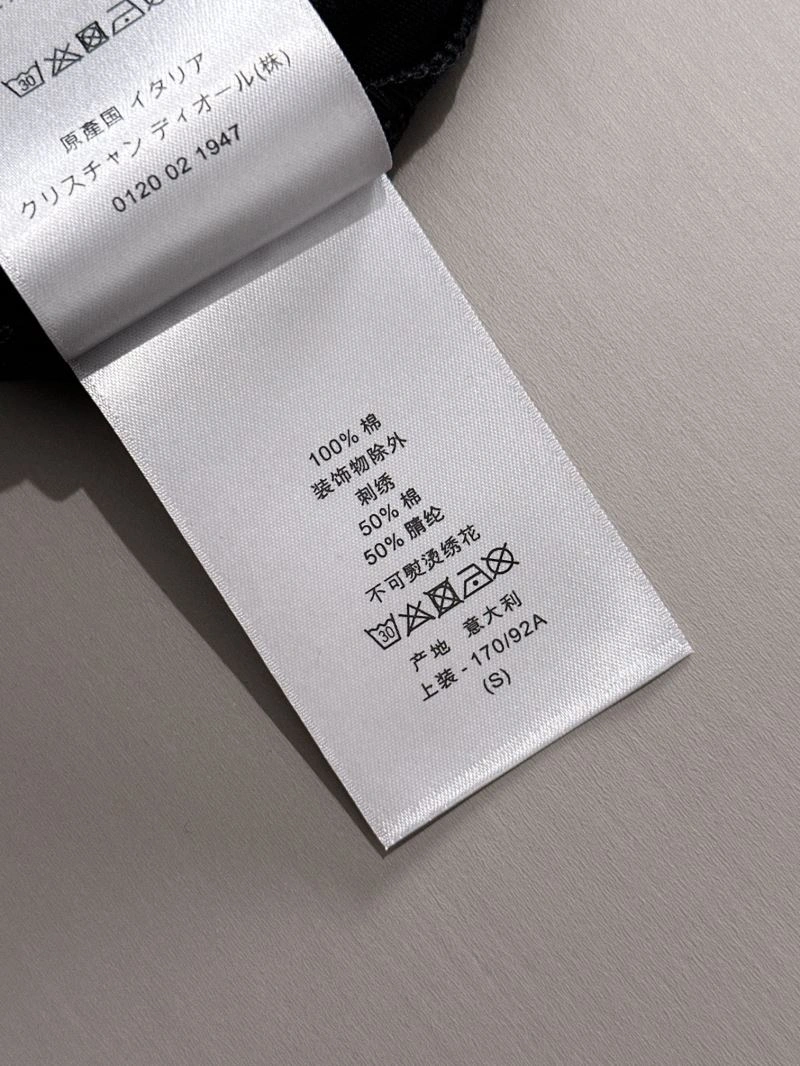 30
原産国 イタリア
クリスチャン ディオール(株)
0120 02 1947
100% 棉
装饰物除外
刺绣
50% 棉
50% 腈纶
不可熨烫绣花
30
产地 意大利
上装 - 170/92A
(S)